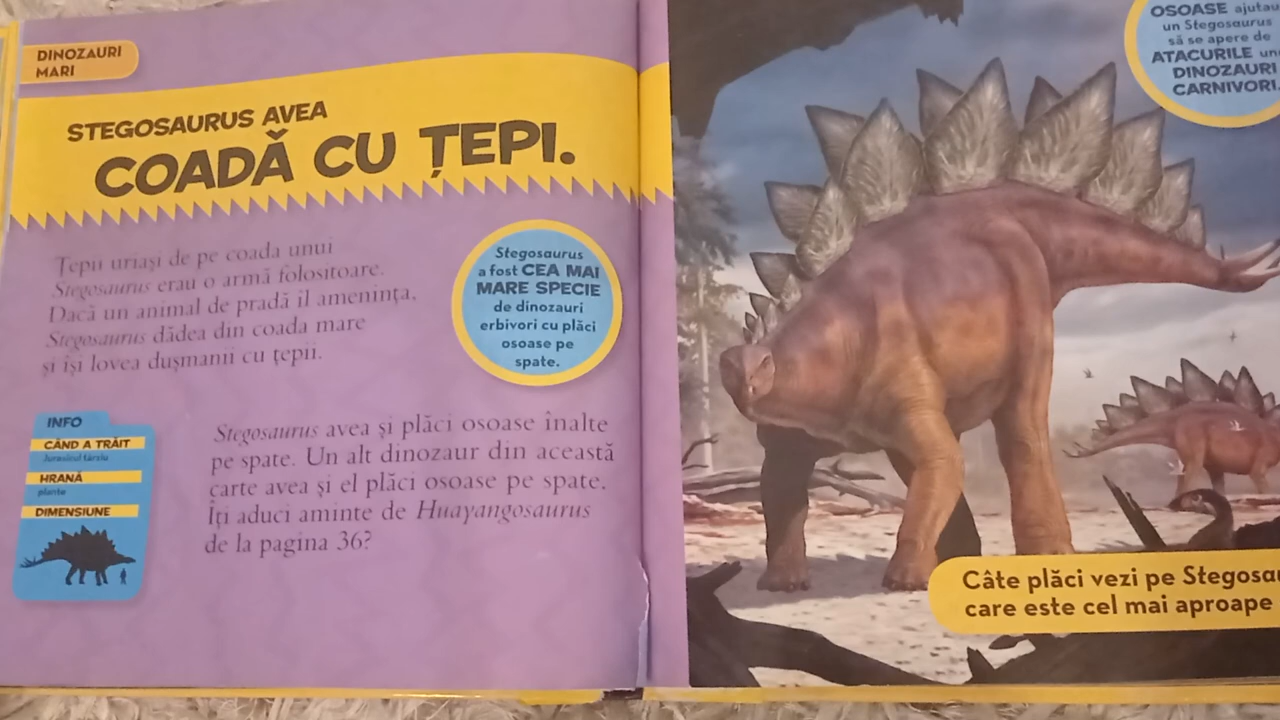 DINOZAURI
MARI
STEGOSAURUS AVEA
COADĂ CU ȚEPI.
Țepii uriași de pe coada unui
Stegosaurus erau o armă folositoare.
Dacă un animal de pradă îl amenința,
Stegosaurus dădea din coada mare
și își lovea dușmanii cu țepii.
Stegosaurus
a fost CEA MAI
MARE SPECIE
de dinozauri
erbivori cu plăci
osoase pe
spate.
INFO
CÂND A TRĂIT
Jurasicul târziu
HRANĂ
plante
DIMENSIUNE
Stegosaurus avea și plăci osoase înalte
pe spate. Un alt dinozaur din această
carte avea și el plăci osoase pe spate.
Îți aduci aminte de Huayangosaurus
de la pagina 36?
OSOASE ajutau
un Stegosaurus
să se apere de
ATACURILE
DINOZAURI
CARNIVORI.
Câte plăci vezi pe
care este cel mai aproape